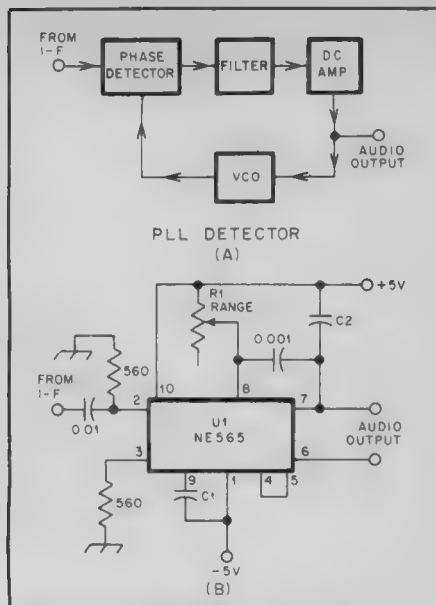 FROM
I-F
PHASE
DETECTOR
FILTER
DC
AMP
AUDIO
OUTPUT
VCO
PLL DETECTOR
(A)
+5V
R1
RANGE
C2
0.001
560
FROM
I-F
0.01
10
8
2
7
AUDIO
OUTPUT
U1
NE565
3
6
9
1
4
5
560
C1
-5V
(B)